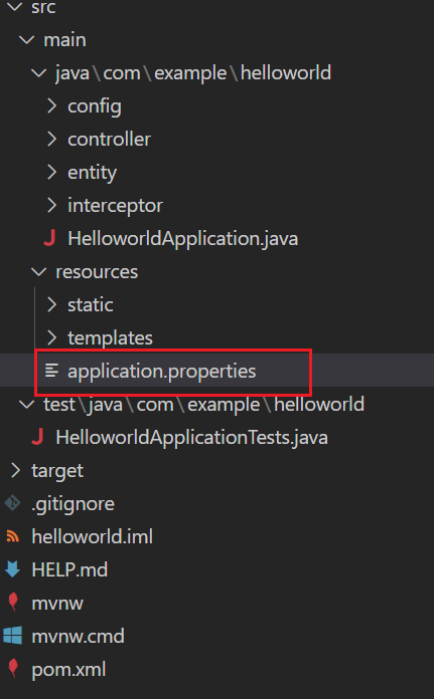 src
main
java\com\example\helloworld
config
controller
entity
interceptor
HelloworldApplication.java
resources
static
templates
application.properties
test\java\com\example\helloworld
HelloworldApplicationTests.java
target
.gitignore
helloworld.iml
HELP.md
mvnw
mvnw.cmd
pom.xml